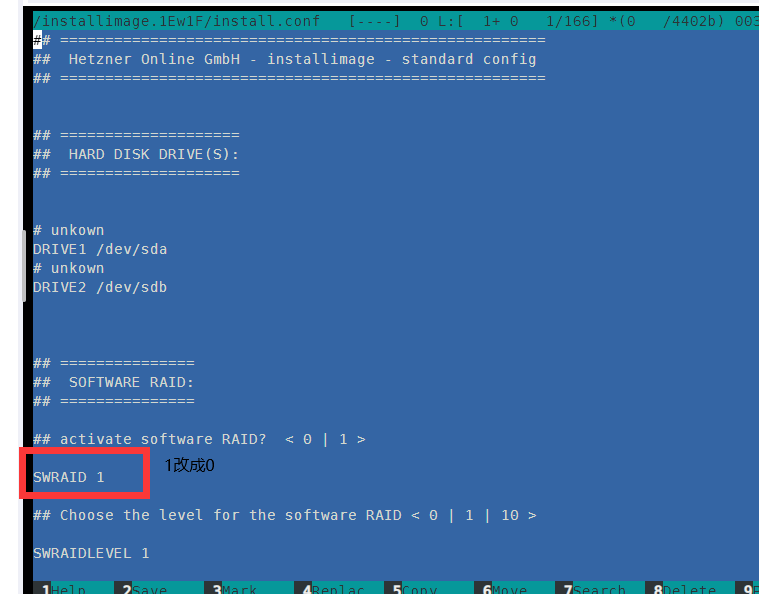 /installimage.1Ew1F/install.conf [----] 0 L:[ 1+ 0 1/166] *(0 /4402b) 003
## ======================================================
## Hetzner Online GmbH - installimage - standard config
## ======================================================
## ====================
## HARD DISK DRIVE(S):
## ====================
# unkown
DRIVE1 /dev/sda
# unkown
DRIVE2 /dev/sdb
## ===============
## SOFTWARE RAID:
## ===============
## activate software RAID? < 0 | 1 >
1改成0
SWRAID 1
## Choose the level for the software RAID < 0 | 1 | 10 >
SWRAIDLEVEL 1
1Help 2Save 3Mark 4Replac 5Copy 6Move 7Search 8Delete 9